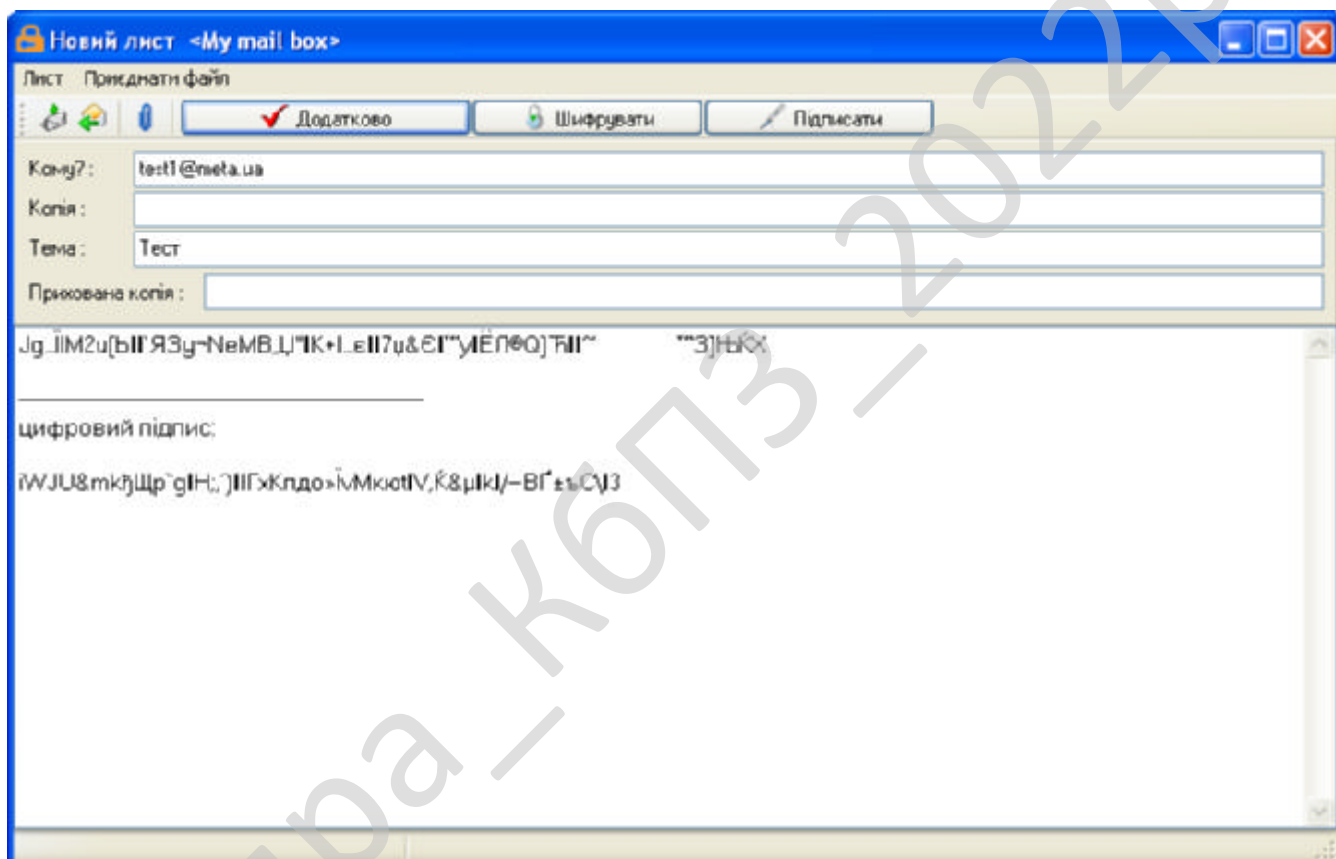 Новий лист <My mail box>
Лист Приєднати файл
Додатково Шифрувати Підписати
Кому?: test1@meta.ua
Копія :
Тема : Тест
Прихована копія :
цифровий підпис:
ра_КбПЗ_2022р